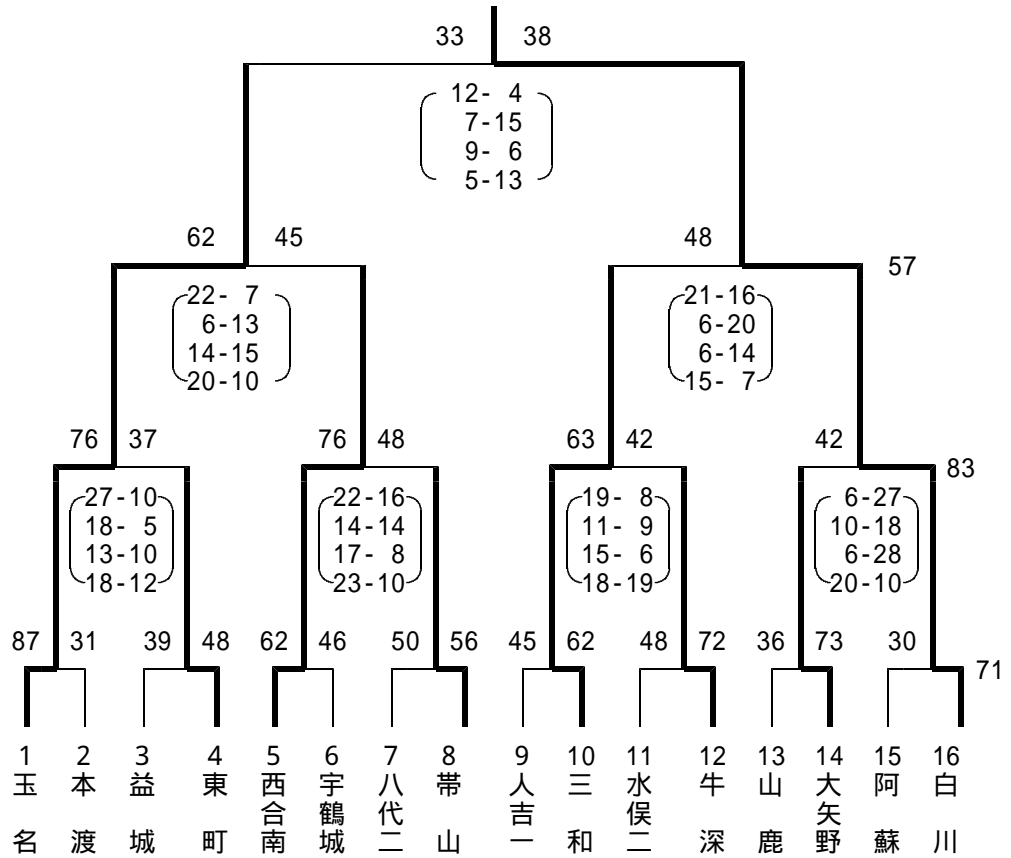 33 38
12- 4
7-15
9- 6
5-13
62 45 48 57
22- 7 21-16
6-13 6-20
14-15 6-14
20-10 15- 7
76 37 76 48 63 42 42 83
27-10 22-16 19- 8 6-27
18- 5 14-14 11- 9 10-18
13-10 17- 8 15- 6 6-28
18-12 23-10 18-19 20-10
87 31 39 48 62 46 50 56 45 62 48 72 36 73 30 71
1 2 3 4 5 6 7 8 9 10 11 12 13 14 15 16
玉名 本渡 益城 東町 西合南 宇鶴城 八代二 帯山 人吉一 三和 水俣二 牛深 山鹿 大矢野 阿蘇 白川